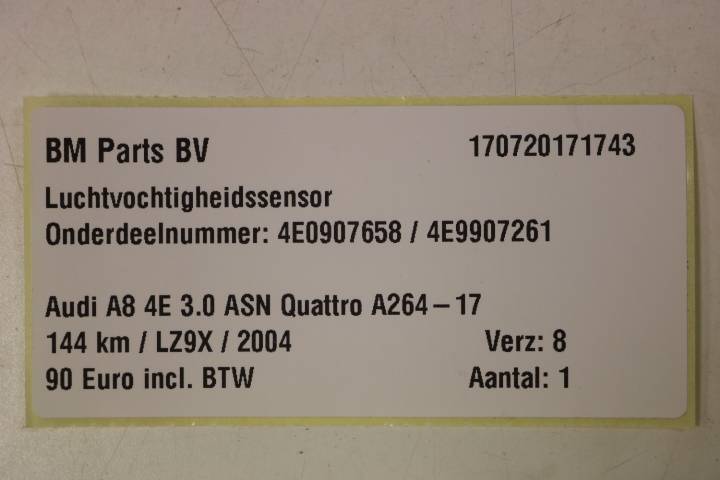 BM Parts BV 170720171743
Luchtvochtigheidssensor
Onderdeelnummer: 4E0907658 / 4E9907261
Audi A8 4E 3.0 ASN Quattro A264-17
144 km / LZ9X / 2004 Verz: 8
90 Euro incl. BTW Aantal: 1